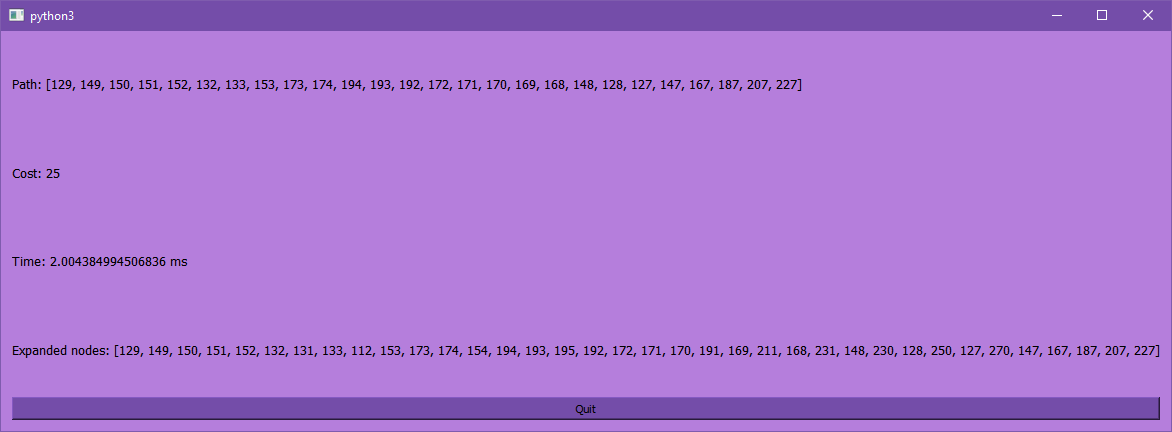 python3
Path: [129, 149, 150, 151, 152, 132, 133, 153, 173, 174, 194, 193, 192, 172, 171, 170, 169, 168, 148, 128, 127, 147, 167, 187, 207, 227]
Cost: 25
Time: 2.004384994506836 ms
Expanded nodes: [129, 149, 150, 151, 152, 132, 131, 133, 112, 153, 173, 174, 154, 194, 193, 195, 192, 172, 171, 170, 191, 169, 211, 168, 231, 148, 230, 128, 250, 127, 270, 147, 167, 187, 207, 227]
Quit